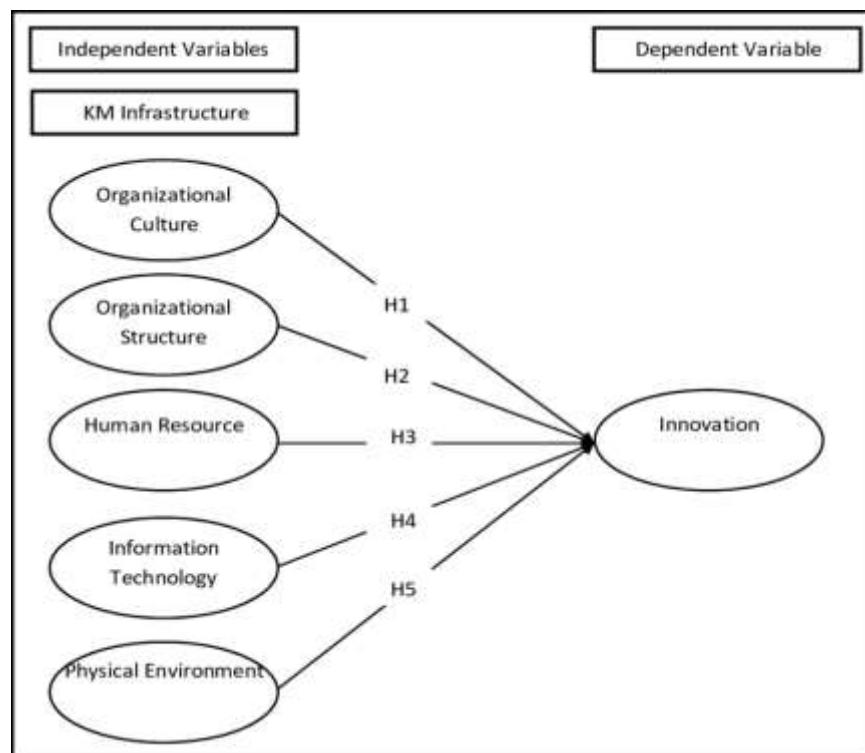 Independent Variables
Dependent Variable
KM Infrastructure
Organizational
Culture
H1
Organizational
Structure
H2
Human Resource
H3
Innovation
H4
Information
Technology
H5
Physical Environment